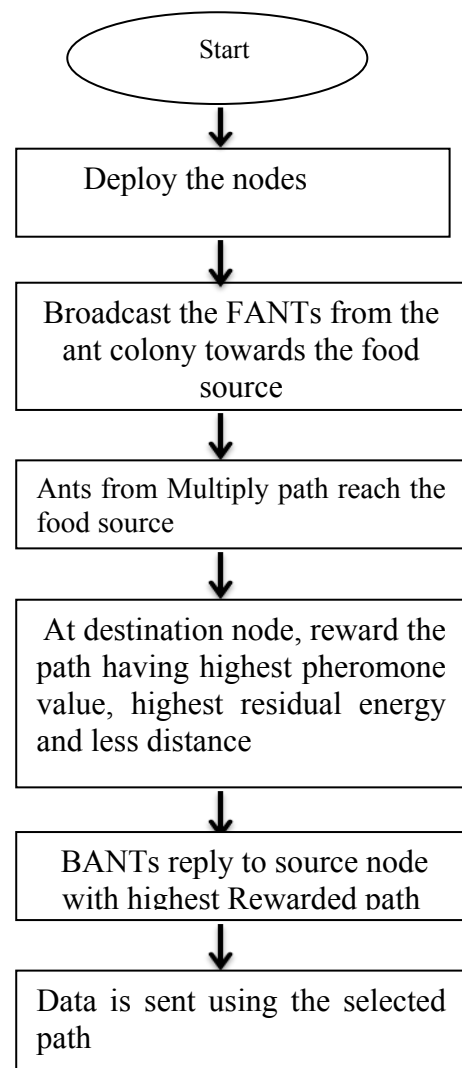 Start
Deploy the nodes
Broadcast the FANTs from the
ant colony towards the food
source
Ants from Multiply path reach the
food source
At destination node, reward the
path having highest pheromone
value, highest residual energy
and less distance
BANTs reply to source node
with highest Rewarded path
Data is sent using the selected
path